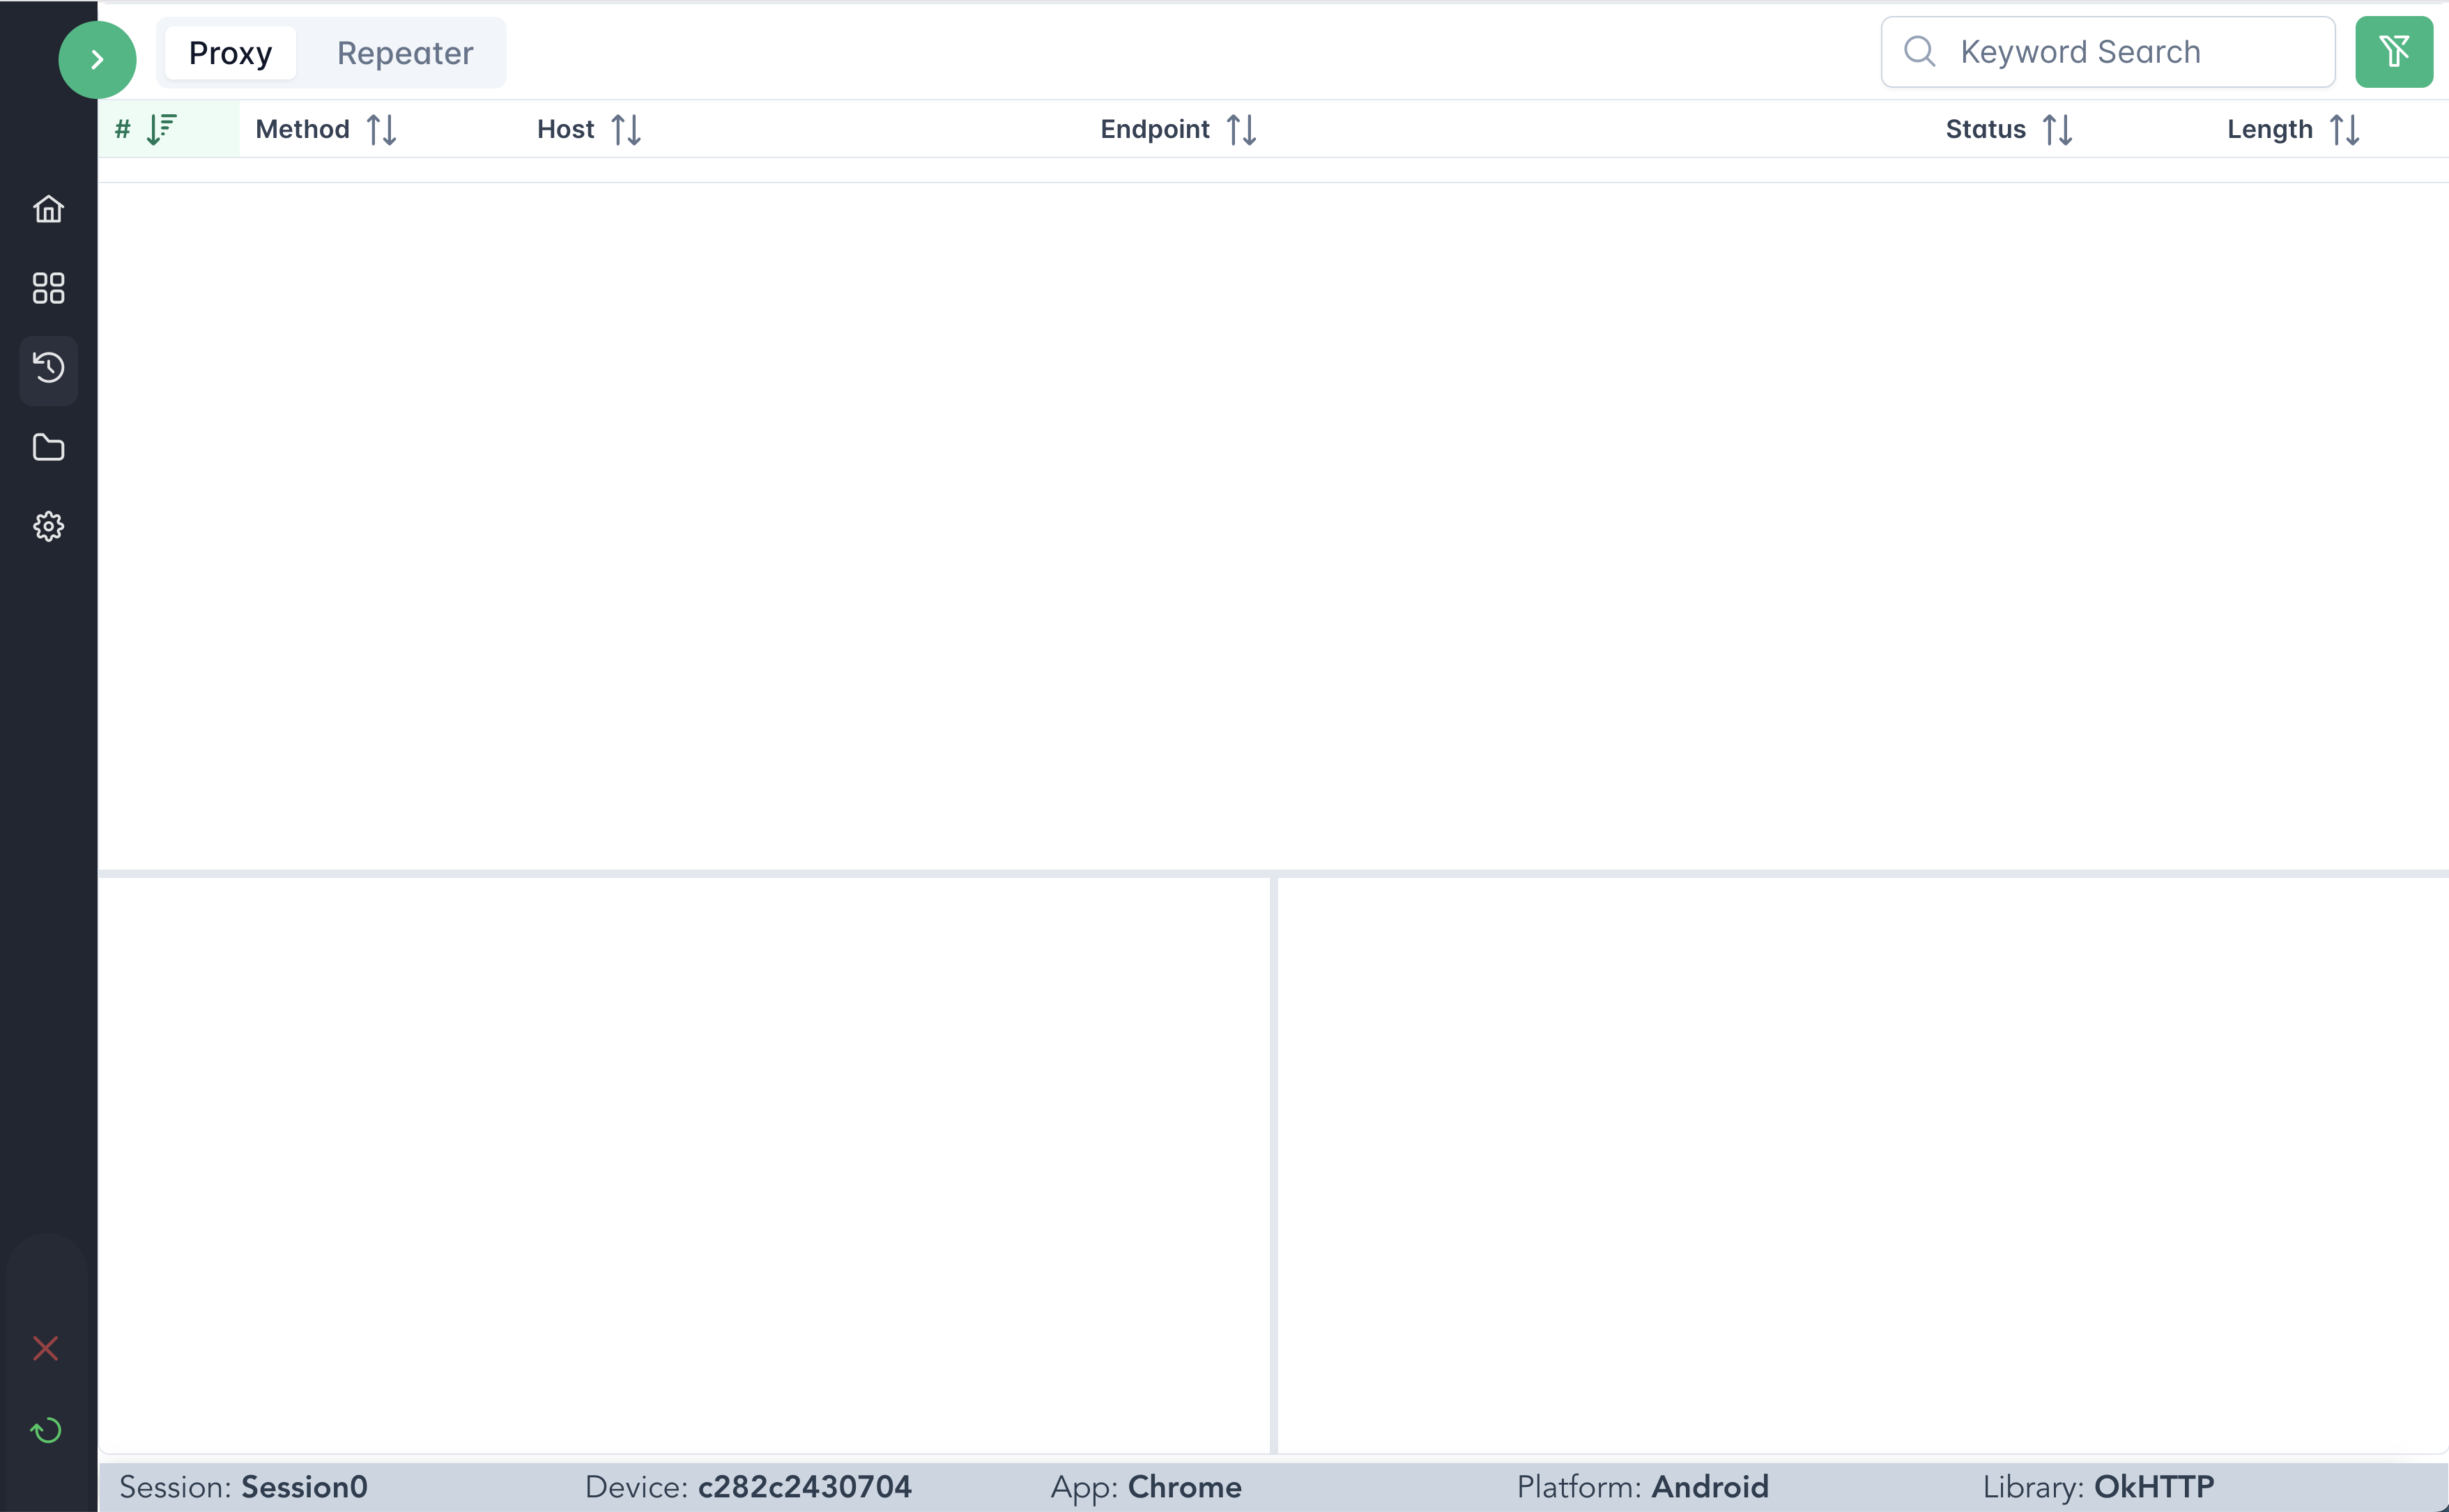 Proxy Repeater Keyword Search
# Method Host Endpoint Status Length
Session: Session0 Device: c282c2430704 App: Chrome Platform: Android Library: OkHTTP